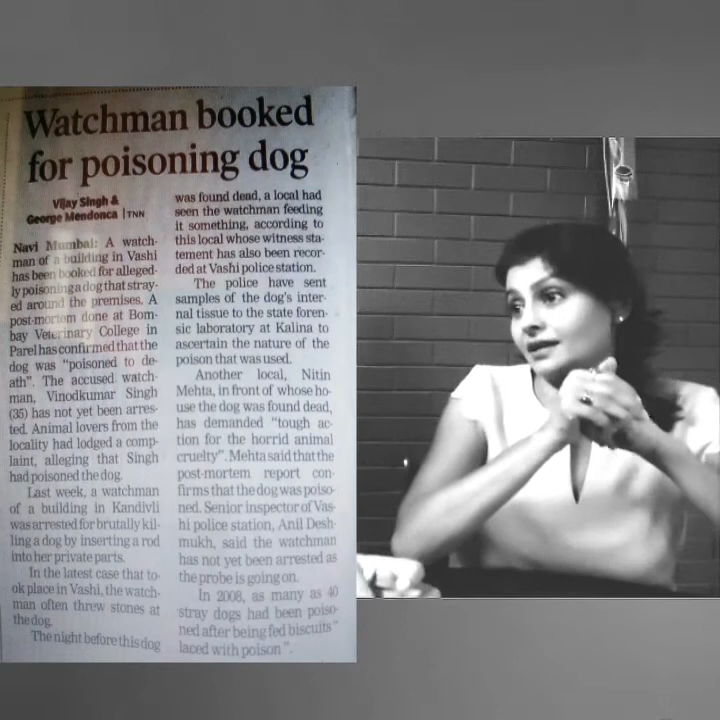 Watchman booked
for poisoning dog
Vijay Singh &
George Mendonca | TNN
Navi Mumbai: A watch-
man of a building in Vashi
has been booked for alleged-
ly poisoning a dog that stray-
ed around the premises. A
post-mortem done at Bom-
bay Veterinary College in
Parel has confirmed that the
dog was "poisoned to de-
ath". The accused watch-
man, Vinodkumar Singh
(35) has not yet been arres-
ted. Animal lovers from the
locality had lodged a comp-
laint, alleging that Singh
had poisoned the dog.
Last week, a watchman
of a building in Kandivli
was arrested for brutally kil-
ling a dog by inserting a rod
into her private parts.
In the latest case that to-
ok place in Vashi, the watch-
man often threw stones at
the dog.
The night before this dog
was found dead, a local had
seen the watchman feeding
it something, according to
this local whose witness sta-
tement has also been recor-
ded at Vashi police station.
The police have sent
samples of the dog's inter-
nal tissue to the state foren-
sic laboratory at Kalina to
ascertain the nature of the
poison that was used.
Another local, Nitin
Mehta, in front of whose ho-
use the dog was found dead,
has demanded "tough ac-
tion for the horrid animal
cruelty". Mehta said that the
post-mortem report con-
firms that the dog was poiso-
ned. Senior inspector of Vas-
hi police station, Anil Desh-
mukh, said the watchman
has not yet been arrested as
the probe is going on.
In 2008, as many as 40
stray dogs had been poiso-
ned after being fed biscuits "
laced with poison ".